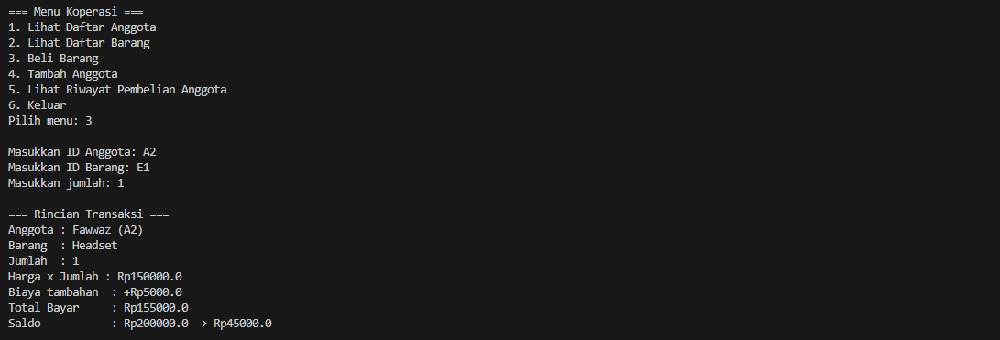 === Menu Koperasi ===
1. Lihat Daftar Anggota
2. Lihat Daftar Barang
3. Beli Barang
4. Tambah Anggota
5. Lihat Riwayat Pembelian Anggota
6. Keluar
Pilih menu: 3
Masukkan ID Anggota: A2
Masukkan ID Barang: E1
Masukkan jumlah: 1
=== Rincian Transaksi ===
Anggota : Fawwaz (A2)
Barang  : Headset
Jumlah  : 1
Harga x Jumlah : Rp150000.0
Biaya tambahan  : +Rp5000.0
Total Bayar     : Rp155000.0
Saldo           : Rp200000.0 -> Rp45000.0